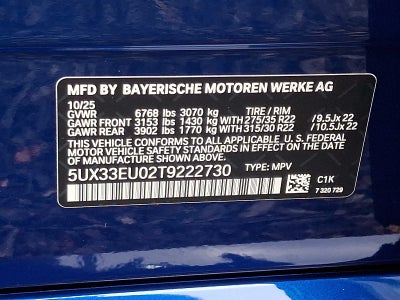 MFD BY BAYERISCHE MOTOREN WERKE AG
10/25
GVWR 6768 lbs 3070 kg TIRE / RIM
GAWR FRONT 3153 lbs 1430 kg WITH 275/35 R22 / 9.5Jx 22
GAWR REAR 3902 lbs 1770 kg WITH 315/30 R22 / 10.5Jx 22
THIS VEHICLE CONFORMS TO ALL APPLICABLE U.S. FEDERAL
MOTOR VEHICLE SAFETY STANDARDS IN EFFECT ON THE
DATE OF MANUFACTURE SHOWN ABOVE.
5UX33EU02T9222730 TYPE: MPV
C1K
7 320 729